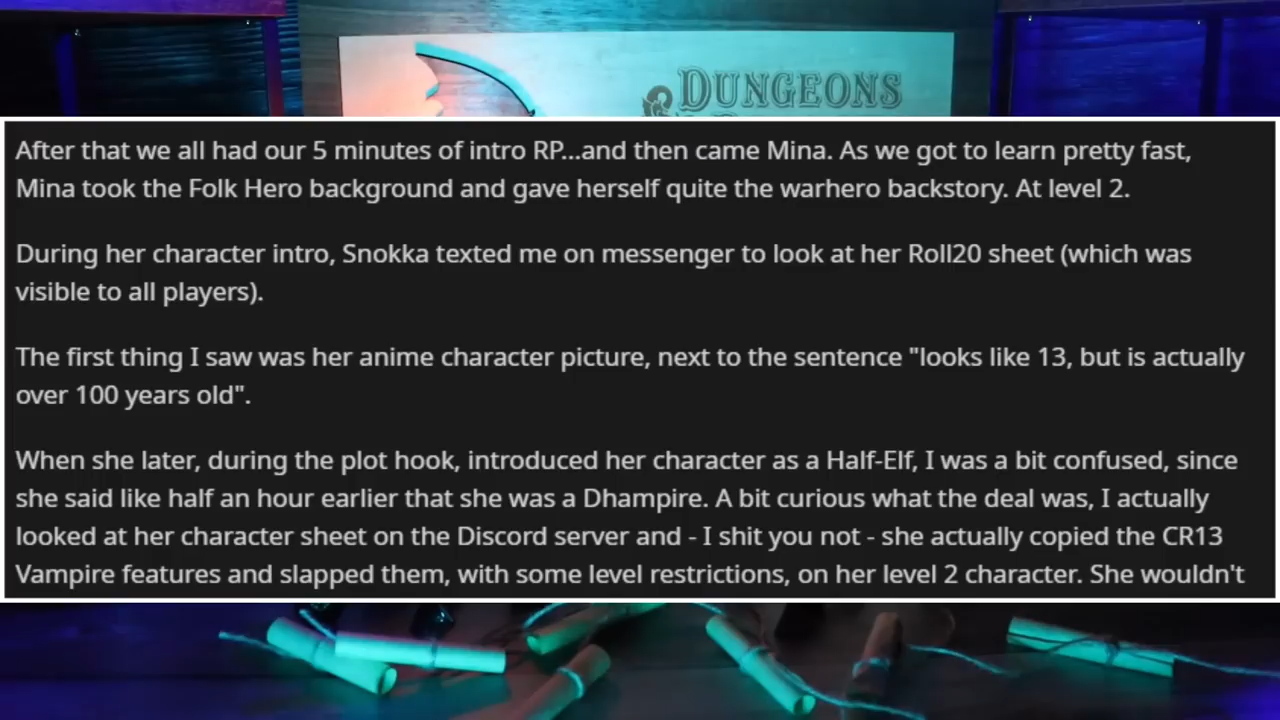 DUNGEONS
After that we all had our 5 minutes of intro RP...and then came Mina. As we got to learn pretty fast,
Mina took the Folk Hero background and gave herself quite the warhero backstory. At level 2.
During her character intro, Snokka texted me on messenger to look at her Roll20 sheet (which was
visible to all players).
The first thing I saw was her anime character picture, next to the sentence "looks like 13, but is actually
over 100 years old".
When she later, during the plot hook, introduced her character as a Half-Elf, I was a bit confused, since
she said like half an hour earlier that she was a Dhampire. A bit curious what the deal was, I actually
looked at her character sheet on the Discord server and - I shit you not - she actually copied the CR13
Vampire features and slapped them, with some level restrictions, on her level 2 character. She wouldn't